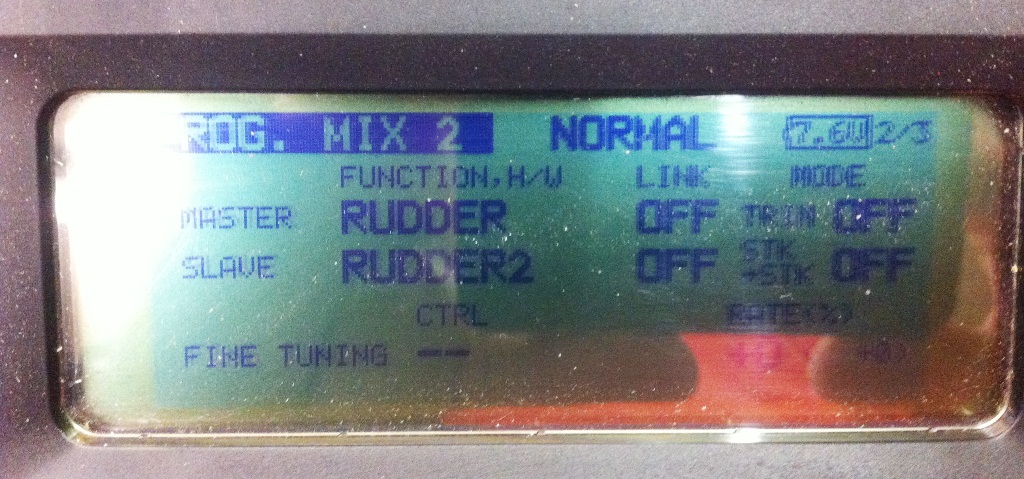 ROG. MIX 2 NORMAL 7.6V 2/3
FUNCTION,H/W LINK MODE
MASTER RUDDER OFF TRIM OFF
SLAVE RUDDER2 OFF STK→STK OFF
CTRL RATE(%)
FINE TUNING -- +0)